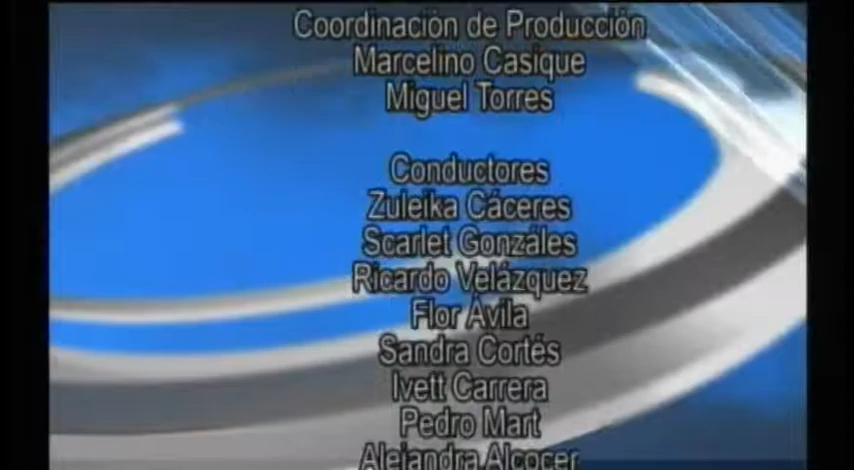 Coordinación de Producción
Marcelino Casique
Miguel Torres
Conductores
Zuleika Cáceres
Scarlet Gonzáles
Ricardo Velázquez
Flor Ávila
Sandra Cortés
Ivett Carrera
Pedro Mart
Alejandra Alcocer